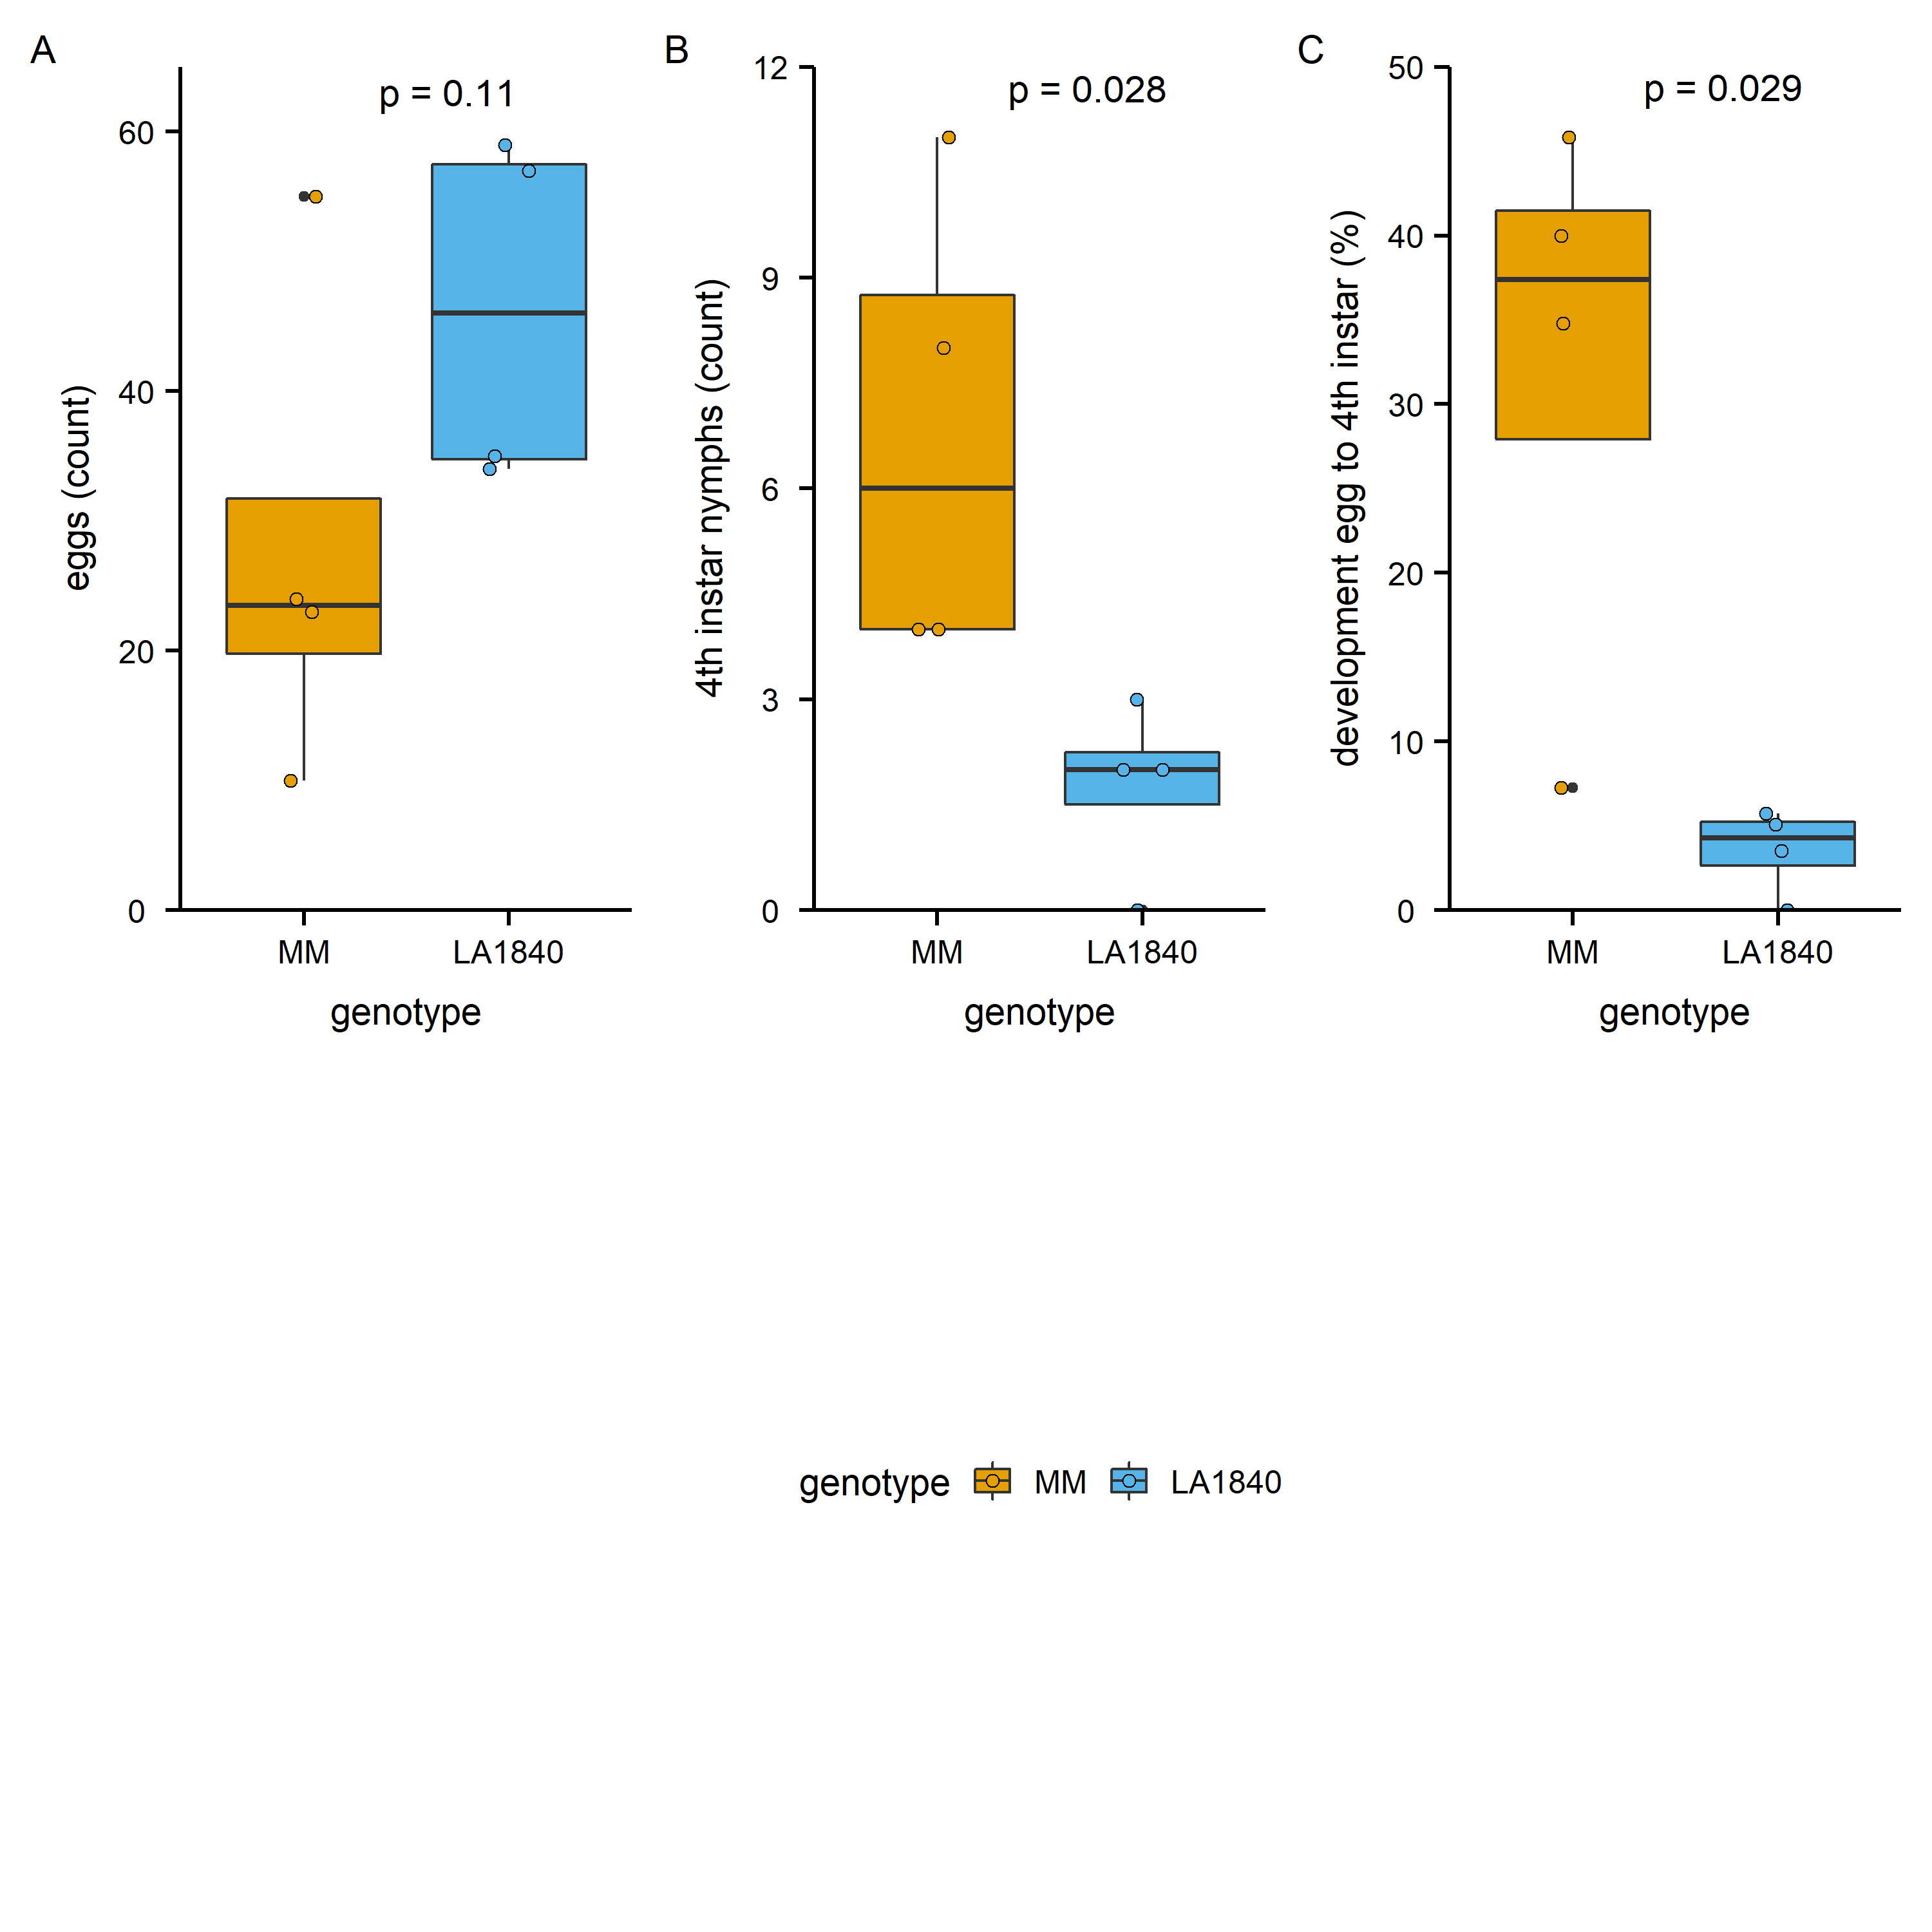 A
p = 0.11
eggs (count)
60
40
20
0
MM LA1840
genotype
B
p = 0.028
4th instar nymphs (count)
12
9
6
3
0
MM LA1840
genotype
C
p = 0.029
development egg to 4th instar (%)
50
40
30
20
10
0
MM LA1840
genotype
genotype MM LA1840